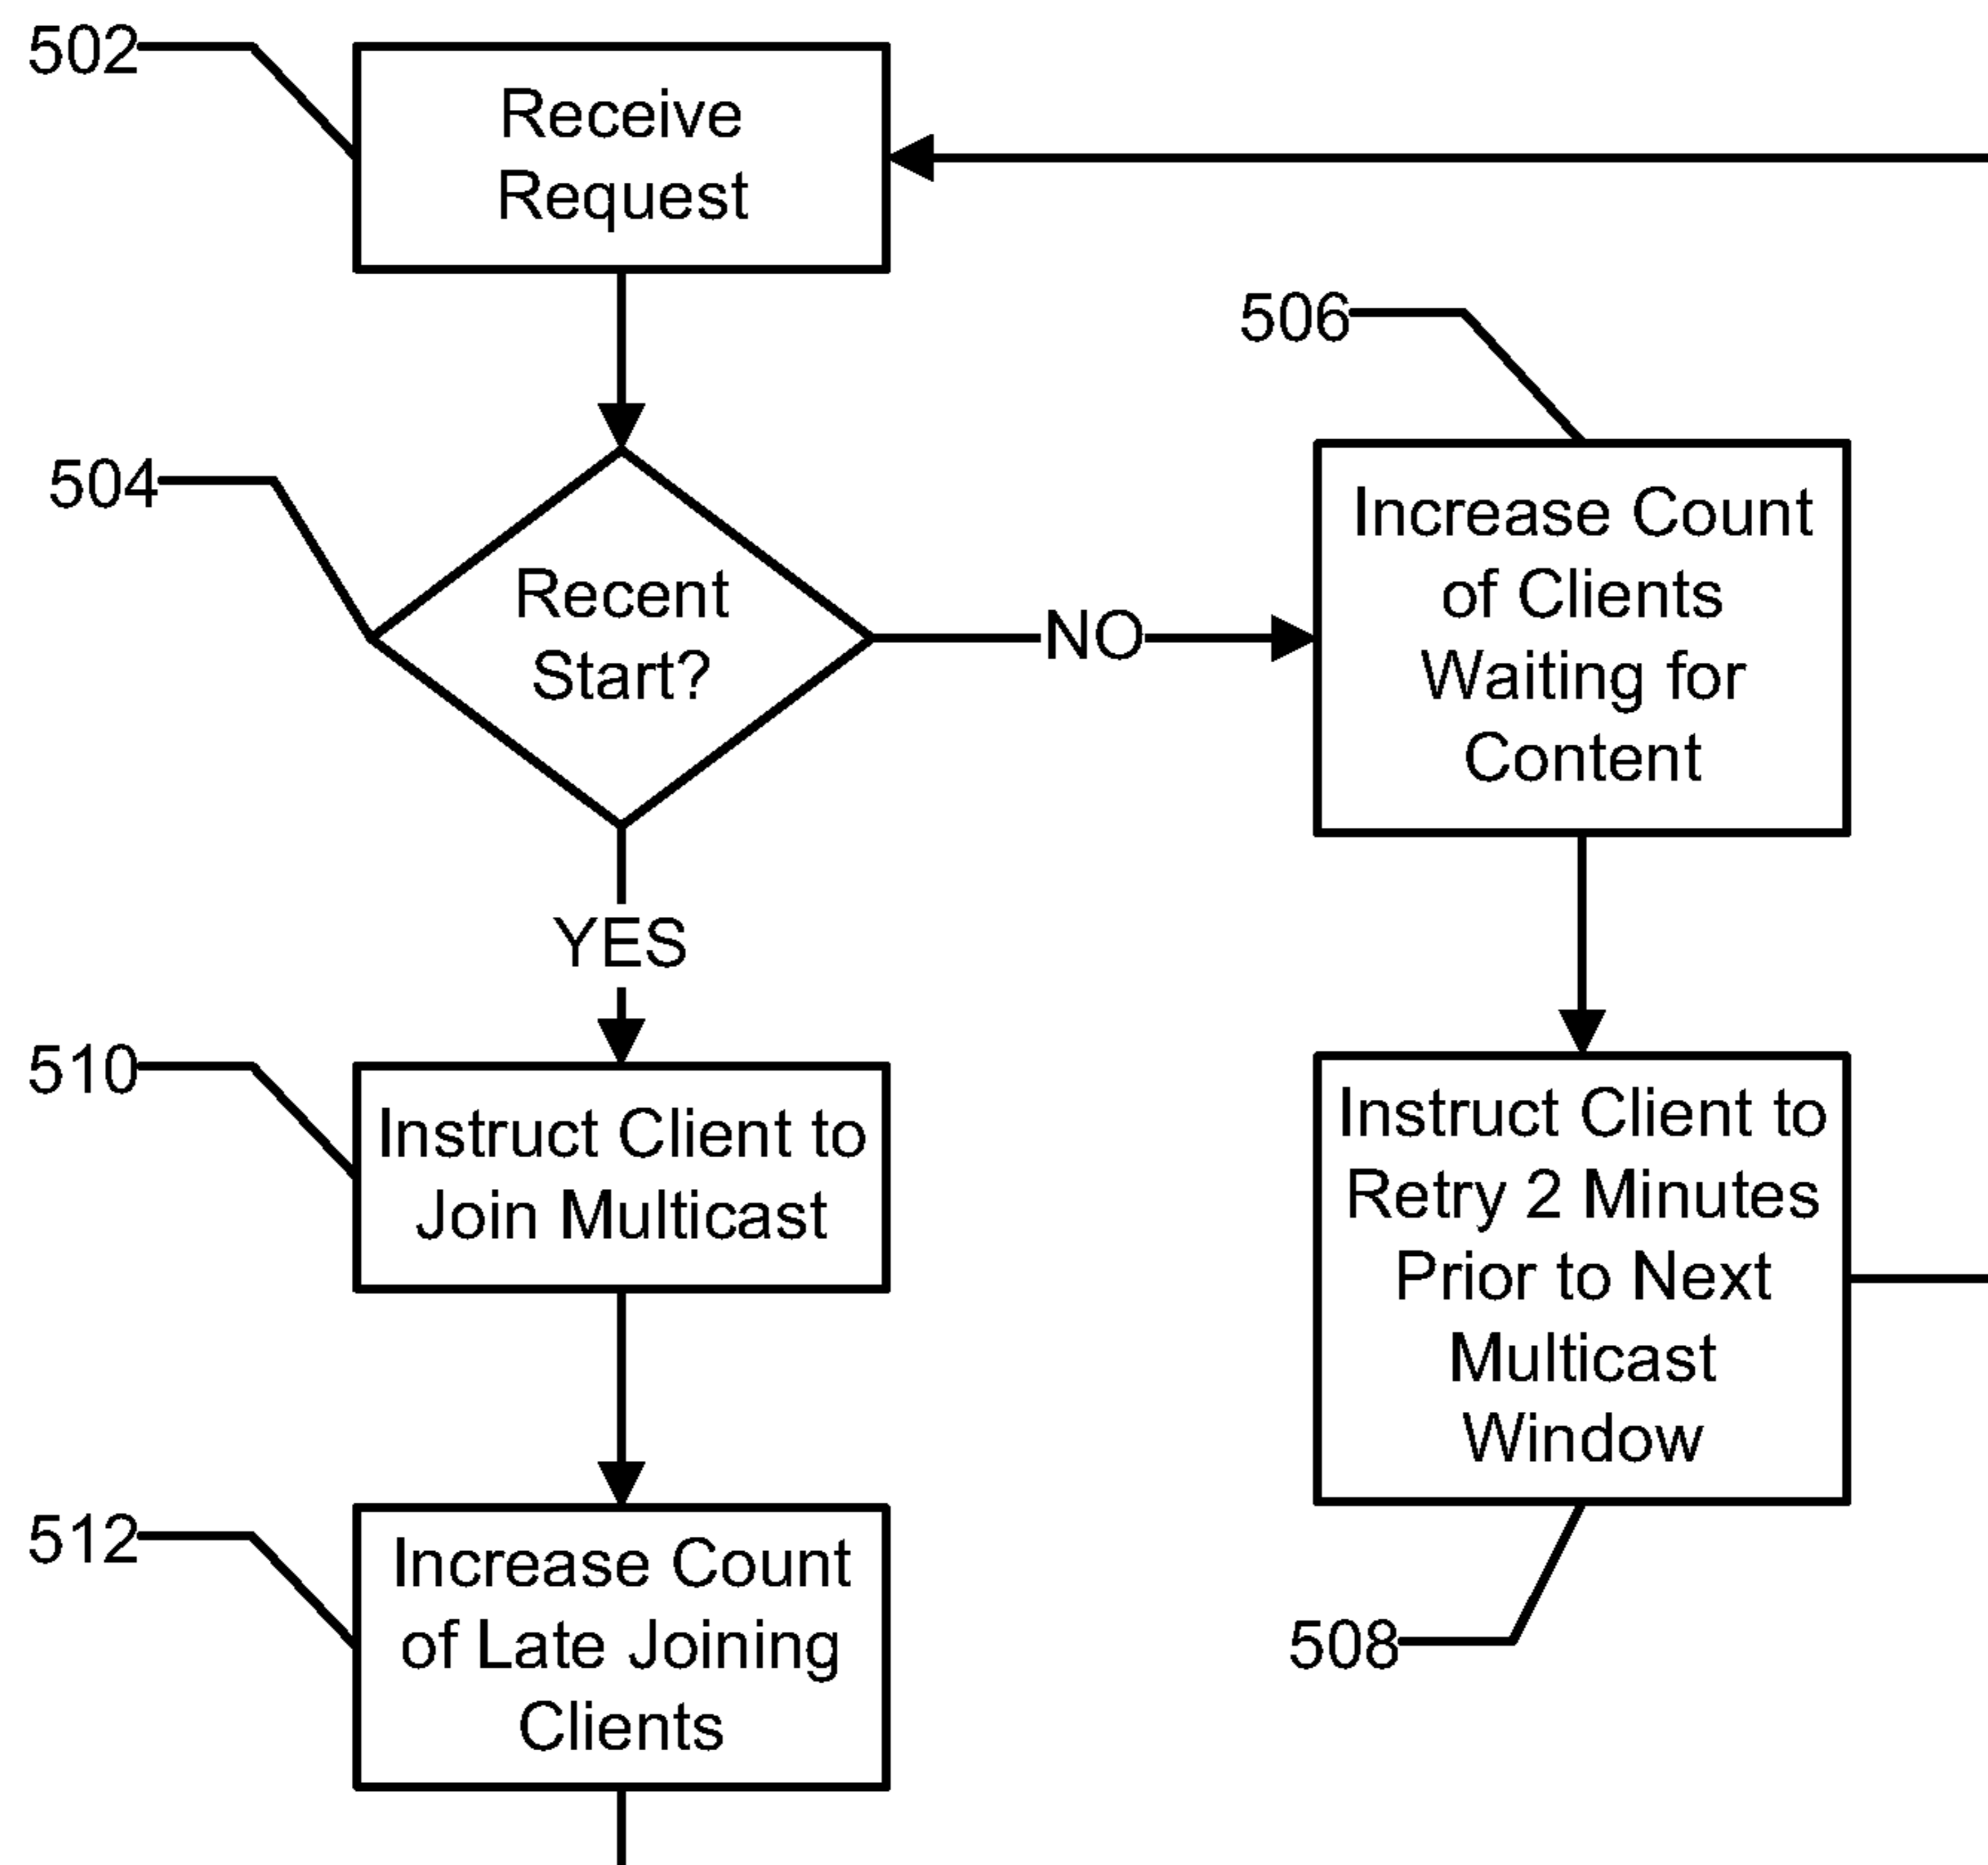 502
Receive
Request
506
504
Recent
Start?
NO
Increase Count
of Clients
Waiting for
Content
YES
510
Instruct Client to
Join Multicast
Instruct Client to
Retry 2 Minutes
Prior to Next
Multicast
Window
512
Increase Count
of Late Joining
Clients
508